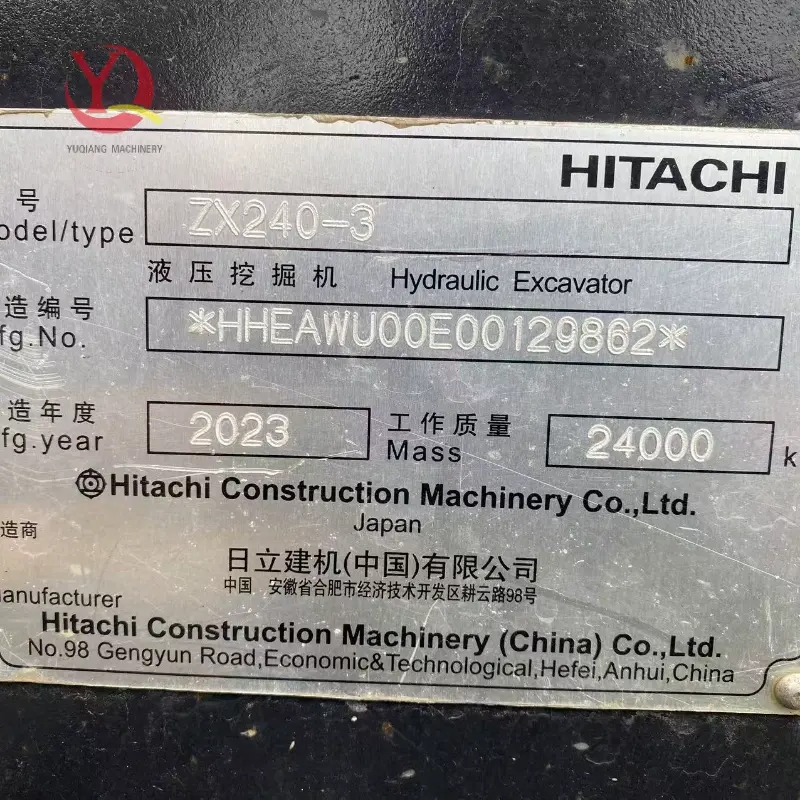 YUQIANG MACHINERY
HITACHI
号
odel/type ZX240-3
液压挖掘机 Hydraulic Excavator
造编号
fg.No. *HHEAWU00E00129862*
造年度 工作质量
fg.year 2023 Mass 24000 k
Hitachi Construction Machinery Co.,Ltd.
Japan
造商
日立建机(中国)有限公司
中国 安徽省合肥市经济技术开发区耕云路98号
anufacturer
Hitachi Construction Machinery (China) Co.,Ltd.
No.98 Gengyun Road,Economic&Technological,Hefei,Anhui,China